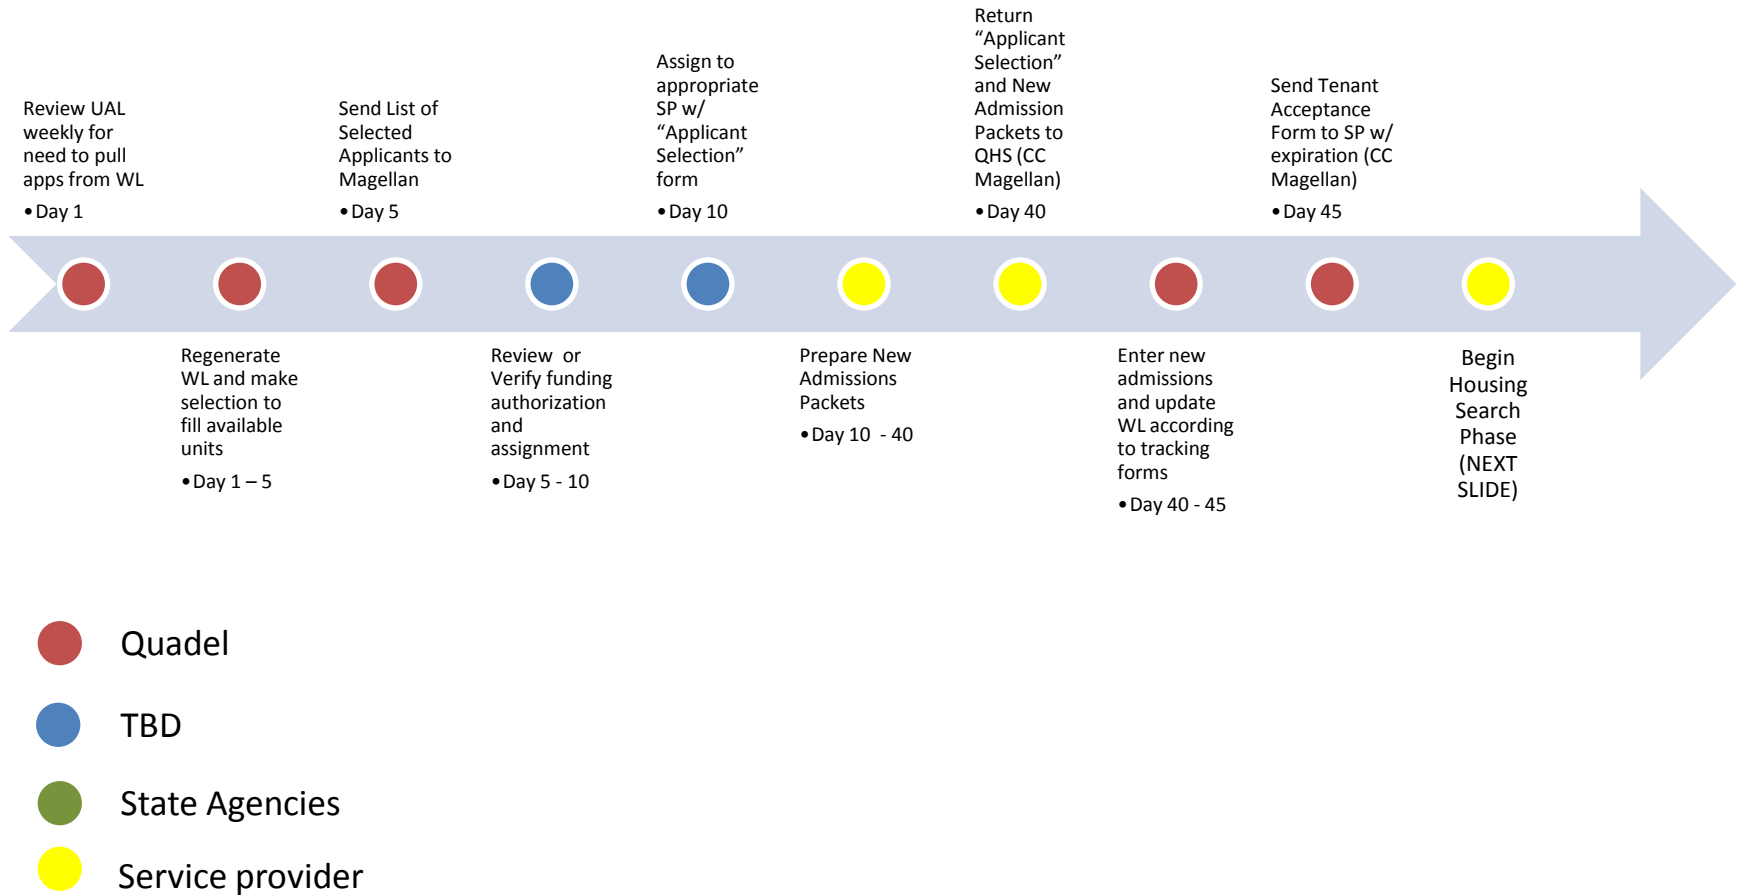 Review UAL
weekly for
need to pull
apps from WL
•Day 1
Regenerate
WL and make
selection to
fill available
units
•Day 1 – 5
Send List of
Selected
Applicants to
Magellan
•Day 5
Review or
Verify funding
authorization
and
assignment
•Day 5 - 10
Assign to
appropriate
SP w/
“Applicant
Selection”
form
•Day 10
Prepare New
Admissions
Packets
•Day 10 - 40
Return
“Applicant
Selection”
and New
Admission
Packets to
QHS (CC
Magellan)
•Day 40
Enter new
admissions
and update
WL according
to tracking
forms
•Day 40 - 45
Send Tenant
Acceptance
Form to SP w/
expiration (CC
Magellan)
•Day 45
Begin
Housing
Search
Phase
(NEXT
SLIDE)
Quadel
TBD
State Agencies
Service provider